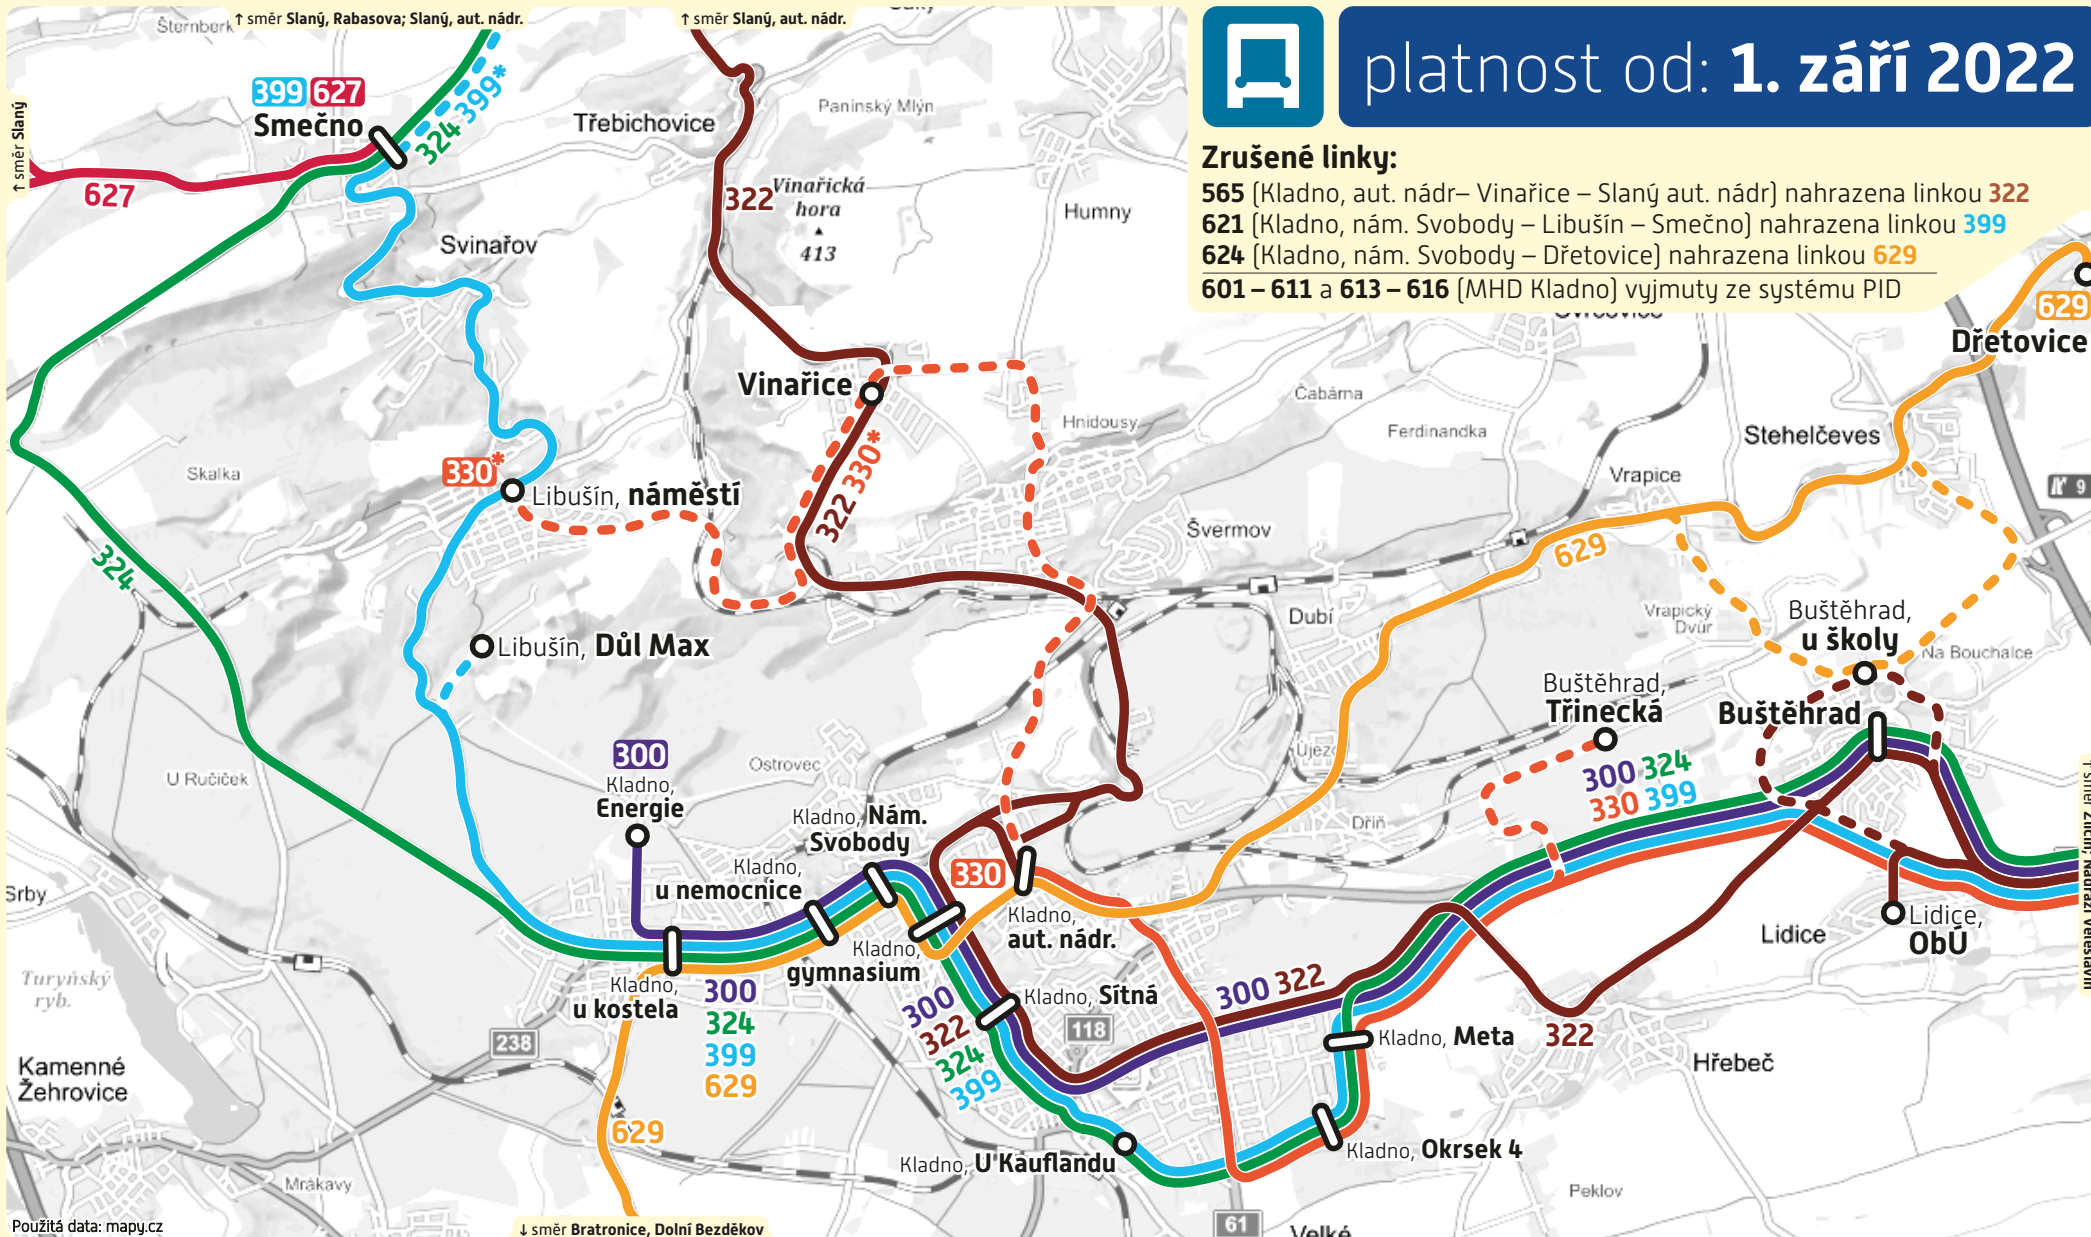 ↑ směr Slaný, Rabasova; Slaný, aut. nádr.
↑ směr Slaný, aut. nádr.
platnost od: 1. září 2022
Zrušené linky:
565 (Kladno, aut. nádr– Vinařice – Slaný aut. nádr) nahrazena linkou 322
621 (Kladno, nám. Svobody – Libušín – Smečno) nahrazena linkou 399
624 (Kladno, nám. Svobody – Dřetovice) nahrazena linkou 629
601 – 611 a 613 – 616 (MHD Kladno) vyjmuty ze systému PID
Šternberk
399 627
Smečno
324 399*
↑ směr Slaný
627
Třebichovice
Panínský Mlýn
322
Vinařická
hora
413
Humny
Svinařov
629
Dřetovice
Vinařice
Hnidousy
Čabárna
Ferdinandka
Stehelčeves
Vrapice
9
Skalka
330*
Libušín, náměstí
322 330*
Švermov
629
324
Dubí
Vrapický
Dvůr
Buštěhrad,
u školy
Na Bouchalce
Libušín, Důl Max
Buštěhrad,
Třinecká
Buštěhrad
300
Kladno,
Energie
Ostrovec
Újezd
U Ručiček
300 324
330 399
Kladno, Nám.
Svobody
Dříň
Kladno,
u nemocnice
330
Srby
Kladno,
aut. nádr.
Lidice
Lidice,
ObÚ
Kladno,
gymnasium
Turyňský
ryb.
Kladno,
u kostela
300
324
399
629
300
322
324
399
Kladno, Sítná
300 322
118
238
Kladno, Meta
322
Hřebeč
Kamenné
Žehrovice
629
Kladno, U Kauflandu
Kladno, Okrsek 4
Mrákavy
Peklov
61
Velké
Použitá data: mapy.cz
↓ směr Bratronice, Dolní Bezděkov